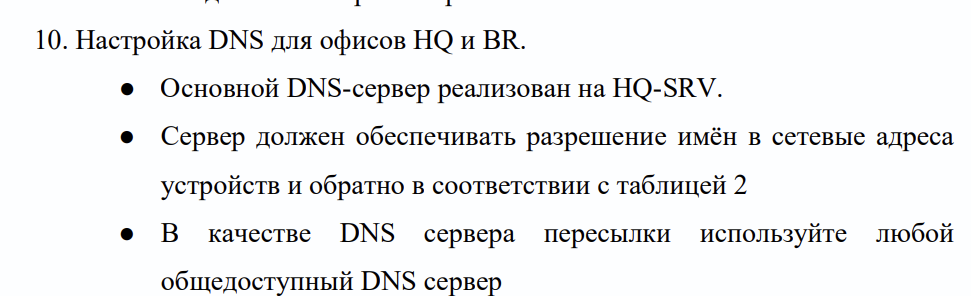 10. Настройка DNS для офисов HQ и BR.
● Основной DNS-сервер реализован на HQ-SRV.
● Сервер должен обеспечивать разрешение имён в сетевые адреса
устройств и обратно в соответствии с таблицей 2
● В качестве DNS сервера пересылки используйте любой
общедоступный DNS сервер